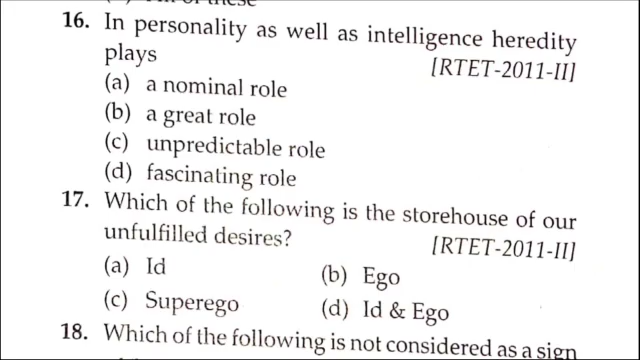 16. In personality as well as intelligence heredity
plays [RTET-2011-II]
(a) a nominal role
(b) a great role
(c) unpredictable role
(d) fascinating role
17. Which of the following is the storehouse of our
unfulfilled desires? [RTET-2011-II]
(a) Id (b) Ego
(c) Superego (d) Id & Ego
18. Which of the following is not considered as a sign